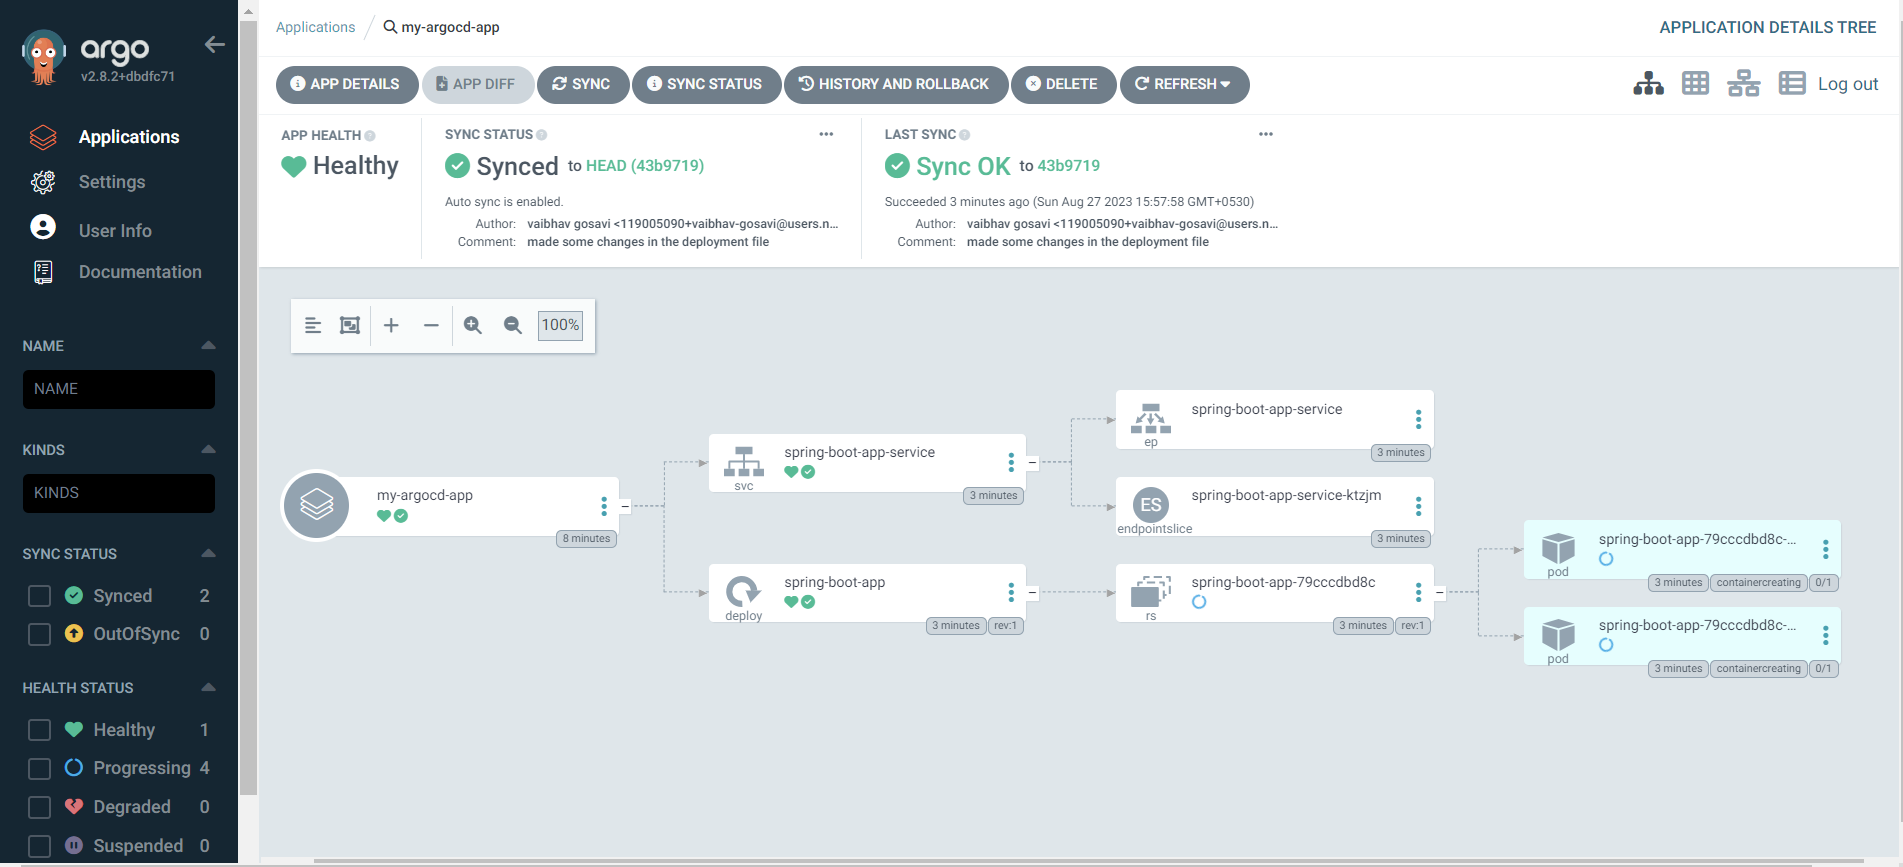 argo
v2.8.2+dbdfc71
Applications
Settings
User Info
Documentation
NAME
NAME
KINDS
KINDS
SYNC STATUS
Synced 2
OutOfSync 0
HEALTH STATUS
Healthy 1
Progressing 4
Degraded 0
Suspended 0
Applications / my-argocd-app
APPLICATION DETAILS TREE
APP DETAILS APP DIFF SYNC SYNC STATUS HISTORY AND ROLLBACK DELETE REFRESH
Log out
APP HEALTH
Healthy
SYNC STATUS
Synced to HEAD (43b9719)
Auto sync is enabled.
Author: vaibhav gosavi <119005090+vaibhav-gosavi@users.n...
Comment: made some changes in the deployment file
LAST SYNC
Sync OK to 43b9719
Succeeded 3 minutes ago (Sun Aug 27 2023 15:57:58 GMT+0530)
Author: vaibhav gosavi <119005090+vaibhav-gosavi@users.n...
Comment: made some changes in the deployment file
100%
my-argocd-app
8 minutes
spring-boot-app-service
svc
3 minutes
spring-boot-app
deploy
3 minutes rev:1
spring-boot-app-service
ep
3 minutes
ES
spring-boot-app-service-ktzjm
endpointslice
3 minutes
spring-boot-app-79cccdbd8c
rs
3 minutes rev:1
spring-boot-app-79cccdbd8c-...
pod
3 minutes containercreating 0/1
spring-boot-app-79cccdbd8c-...
pod
3 minutes containercreating 0/1